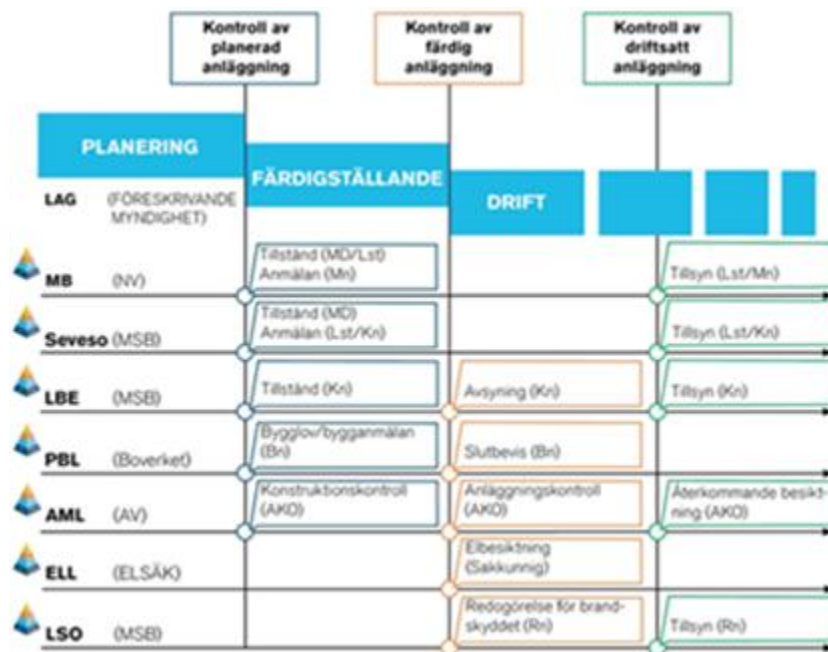 Kontroll av
planerad
anläggning
Kontroll av
färdig
anläggning
Kontroll av
driftsatt
anläggning
PLANERING
FÄRDIGSTÄLLANDE
DRIFT
LAG (FÖRESKRIVANDE
MYNDIGHET)
MB (NV)
Tillstånd (MD/Lst)
Anmälan (Mn)
Tillsyn (Lst/Mn)
Seveso (MSB)
Tillstånd (MD)
Anmälan (Lst/Kn)
Tillsyn (Lst/Kn)
LBE (MSB)
Tillstånd (Kn)
Avsyning (Kn)
Tillsyn (Kn)
PBL (Boverket)
Bygglov/bygganmälan
(Bn)
Slutbevis (Bn)
AML (AV)
Konstruktionskontroll
(AKO)
Anläggningskontroll
(AKO)
Återkommande besikt-
ning (AKO)
ELL (ELSÄK)
Elbesiktning
(Sakkunnig)
LSO (MSB)
Redogörelse för brand-
skyddet (Rn)
Tillsyn (Rn)